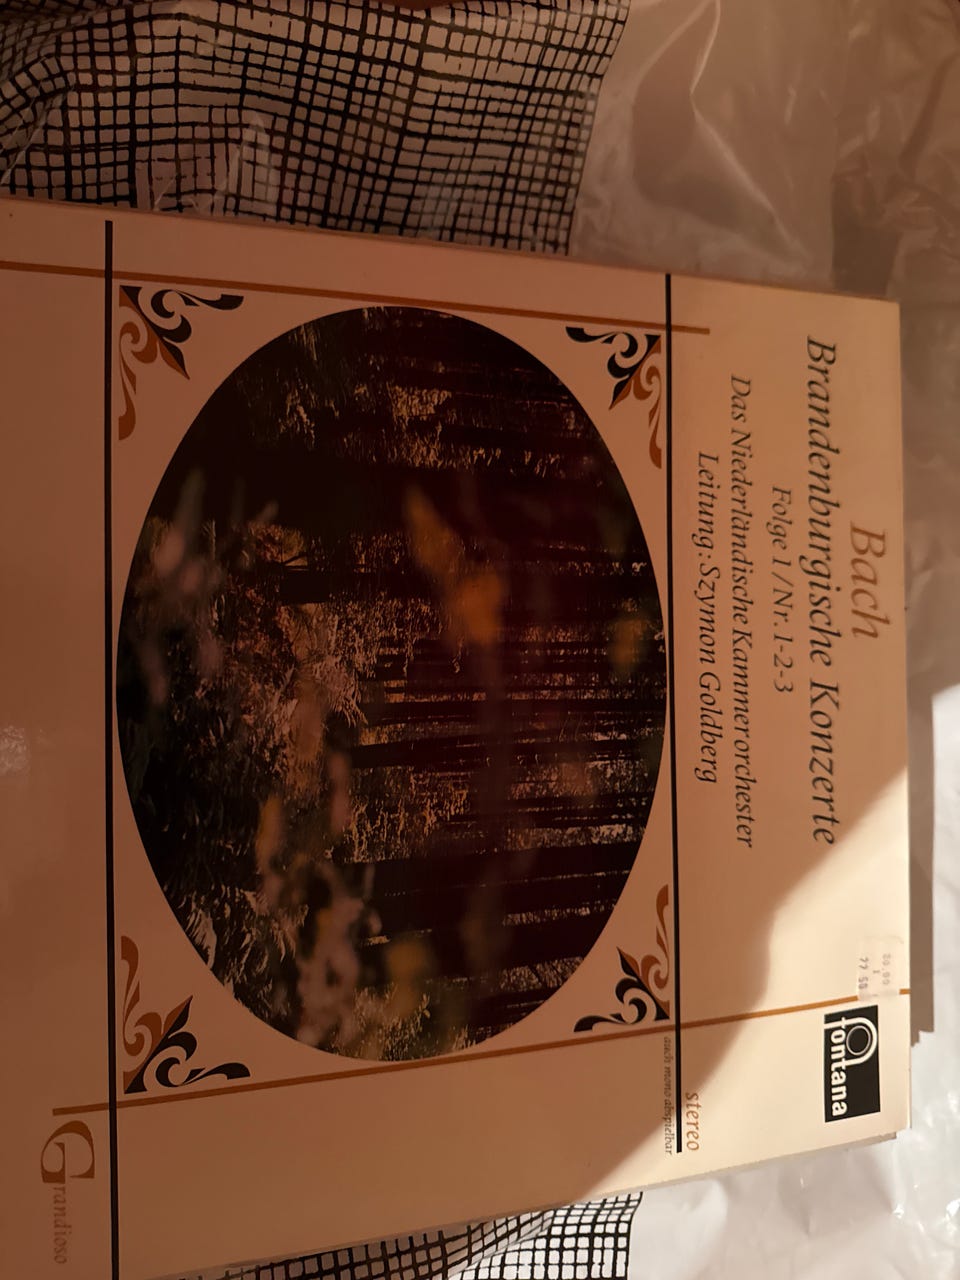 Bach
Brandenburgische Konzerte
Folge 1/Nr. 1-2-3
Das Niederländische Kammerorchester
Leitung: Szymon Goldberg
fontana
stereo
auch mono abspielbar
Grandioso